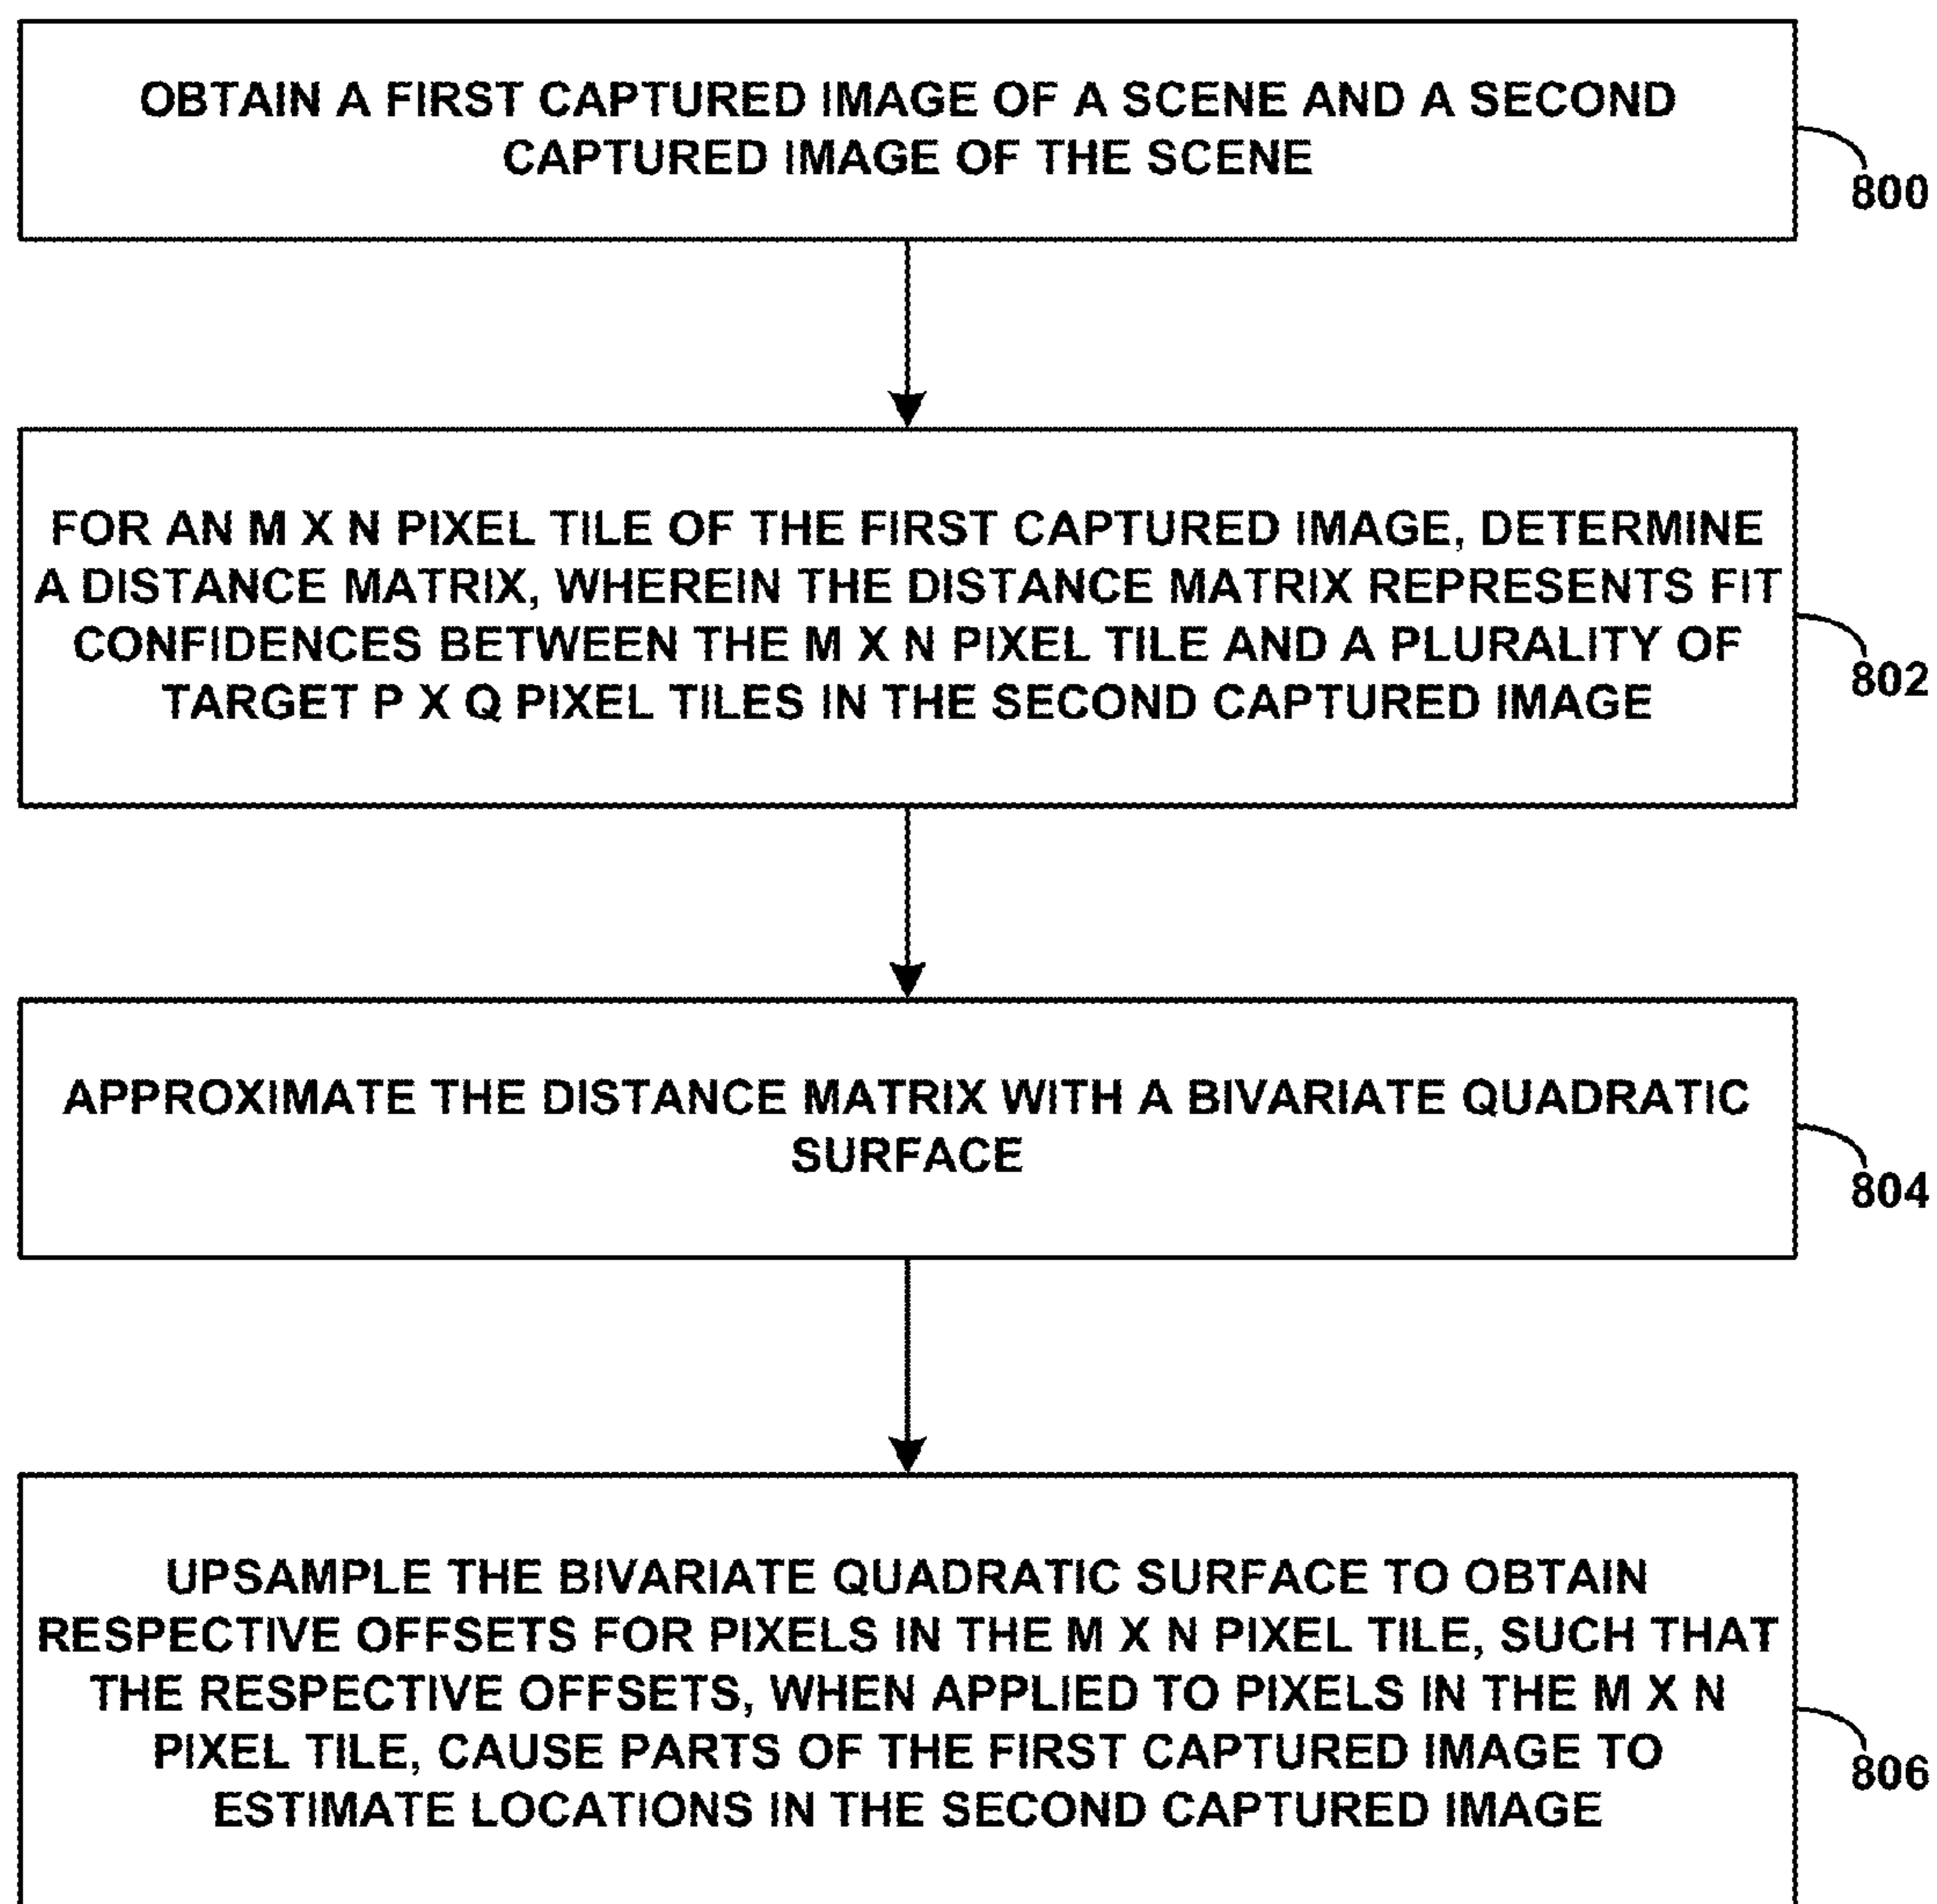 OBTAIN A FIRST CAPTURED IMAGE OF A SCENE AND A SECOND
CAPTURED IMAGE OF THE SCENE
800
FOR AN M X N PIXEL TILE OF THE FIRST CAPTURED IMAGE, DETERMINE
A DISTANCE MATRIX, WHEREIN THE DISTANCE MATRIX REPRESENTS FIT
CONFIDENCES BETWEEN THE M X N PIXEL TILE AND A PLURALITY OF
TARGET P X Q PIXEL TILES IN THE SECOND CAPTURED IMAGE
802
APPROXIMATE THE DISTANCE MATRIX WITH A BIVARIATE QUADRATIC
SURFACE
804
UPSAMPLE THE BIVARIATE QUADRATIC SURFACE TO OBTAIN
RESPECTIVE OFFSETS FOR PIXELS IN THE M X N PIXEL TILE, SUCH THAT
THE RESPECTIVE OFFSETS, WHEN APPLIED TO PIXELS IN THE M X N
PIXEL TILE, CAUSE PARTS OF THE FIRST CAPTURED IMAGE TO
ESTIMATE LOCATIONS IN THE SECOND CAPTURED IMAGE
806